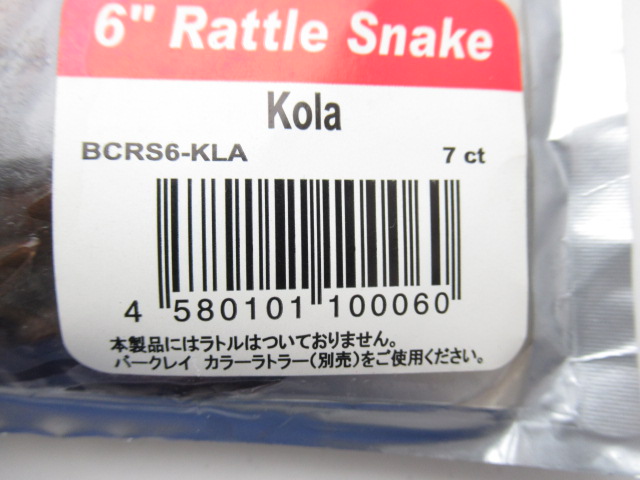 6" Rattle Snake
Kola
BCRS6-KLA 7 ct
4 580101 100060
本製品にはラトルはついておりません。
バークレイ カラーラトラー(別売)をご使用ください。